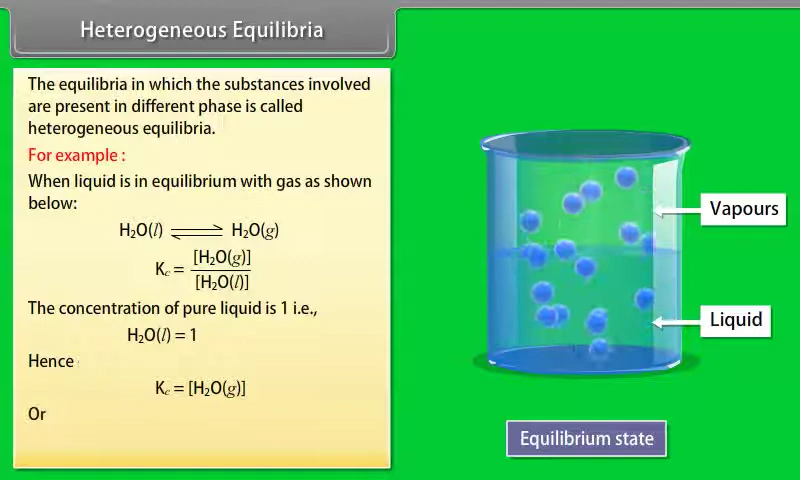 Heterogeneous Equilibria
The equilibria in which the substances involved
are present in different phase is called
heterogeneous equilibria.
For example :
When liquid is in equilibrium with gas as shown
below:
H₂O(l) ⇌ H₂O(g)
K𝑐 = [H₂O(g)] / [H₂O(l)]
The concentration of pure liquid is 1 i.e.,
H₂O(l) = 1
Hence
K𝑐 = [H₂O(g)]
Or
Vapours
Liquid
Equilibrium state